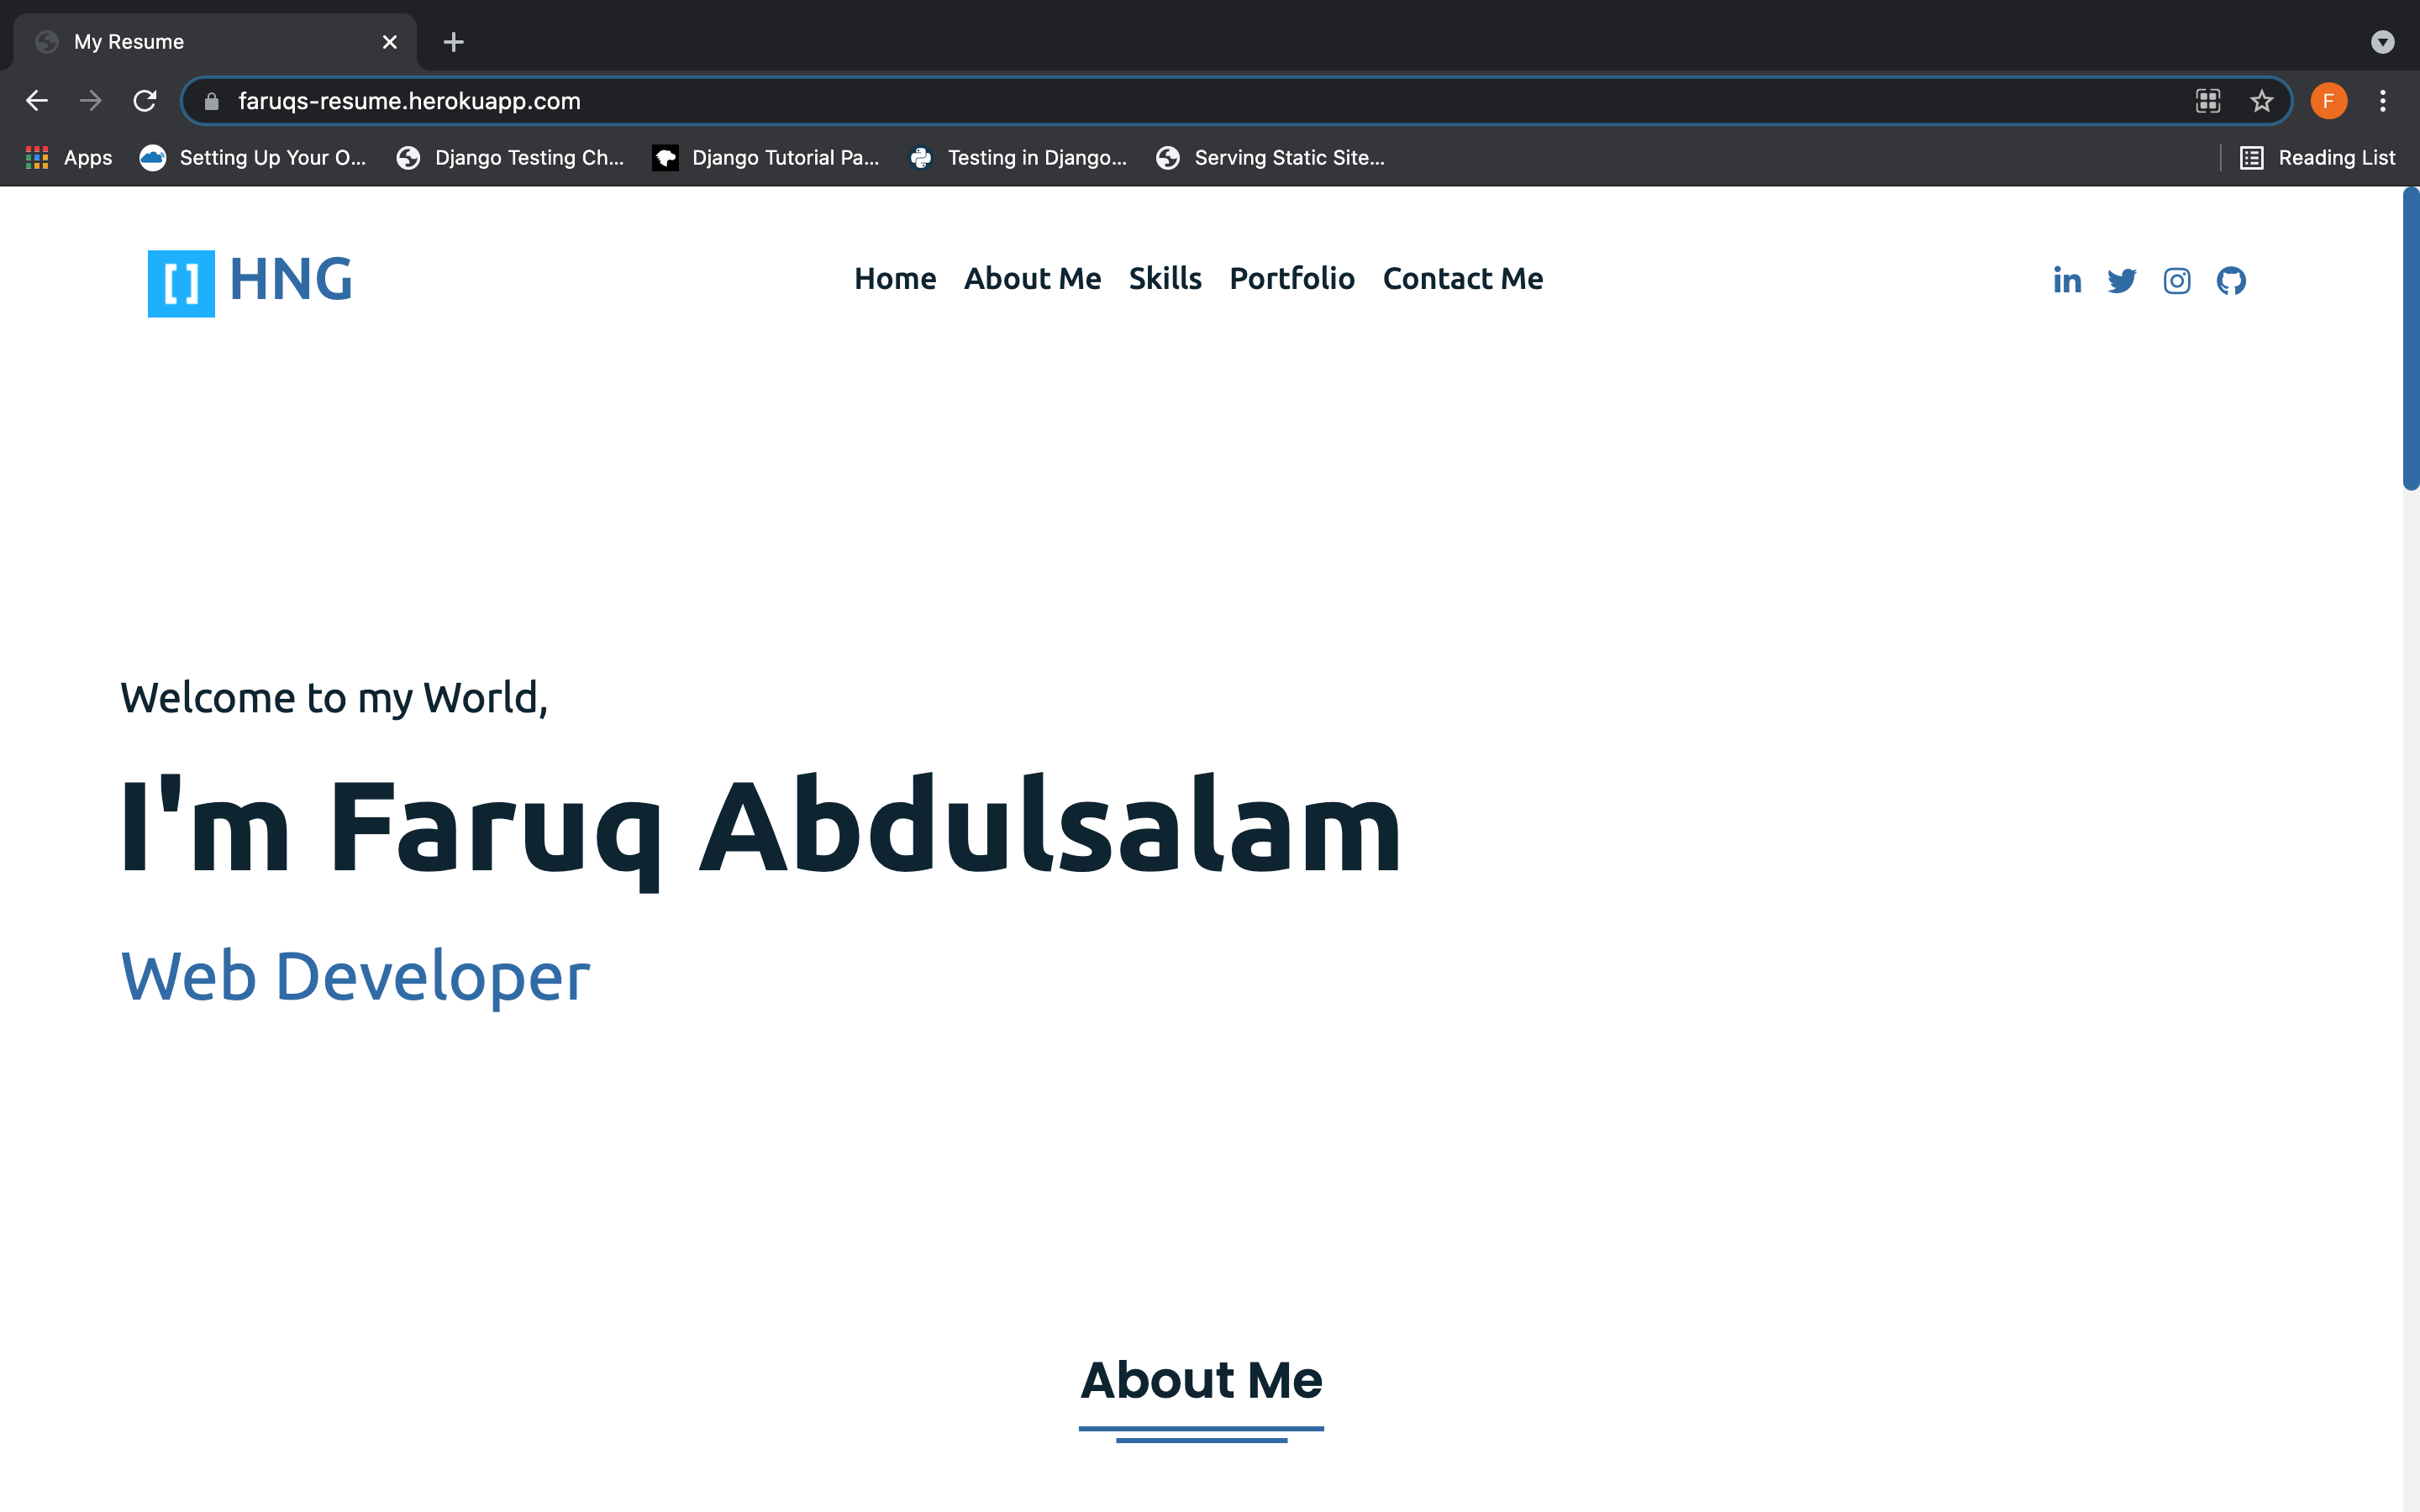 My Resume
faruqs-resume.herokuapp.com
F
Apps Setting Up Your O... Django Testing Ch... Django Tutorial Pa... Testing in Django... Serving Static Site... Reading List
[] HNG Home About Me Skills Portfolio Contact Me in
Welcome to my World,
I'm Faruq Abdulsalam
Web Developer
About Me